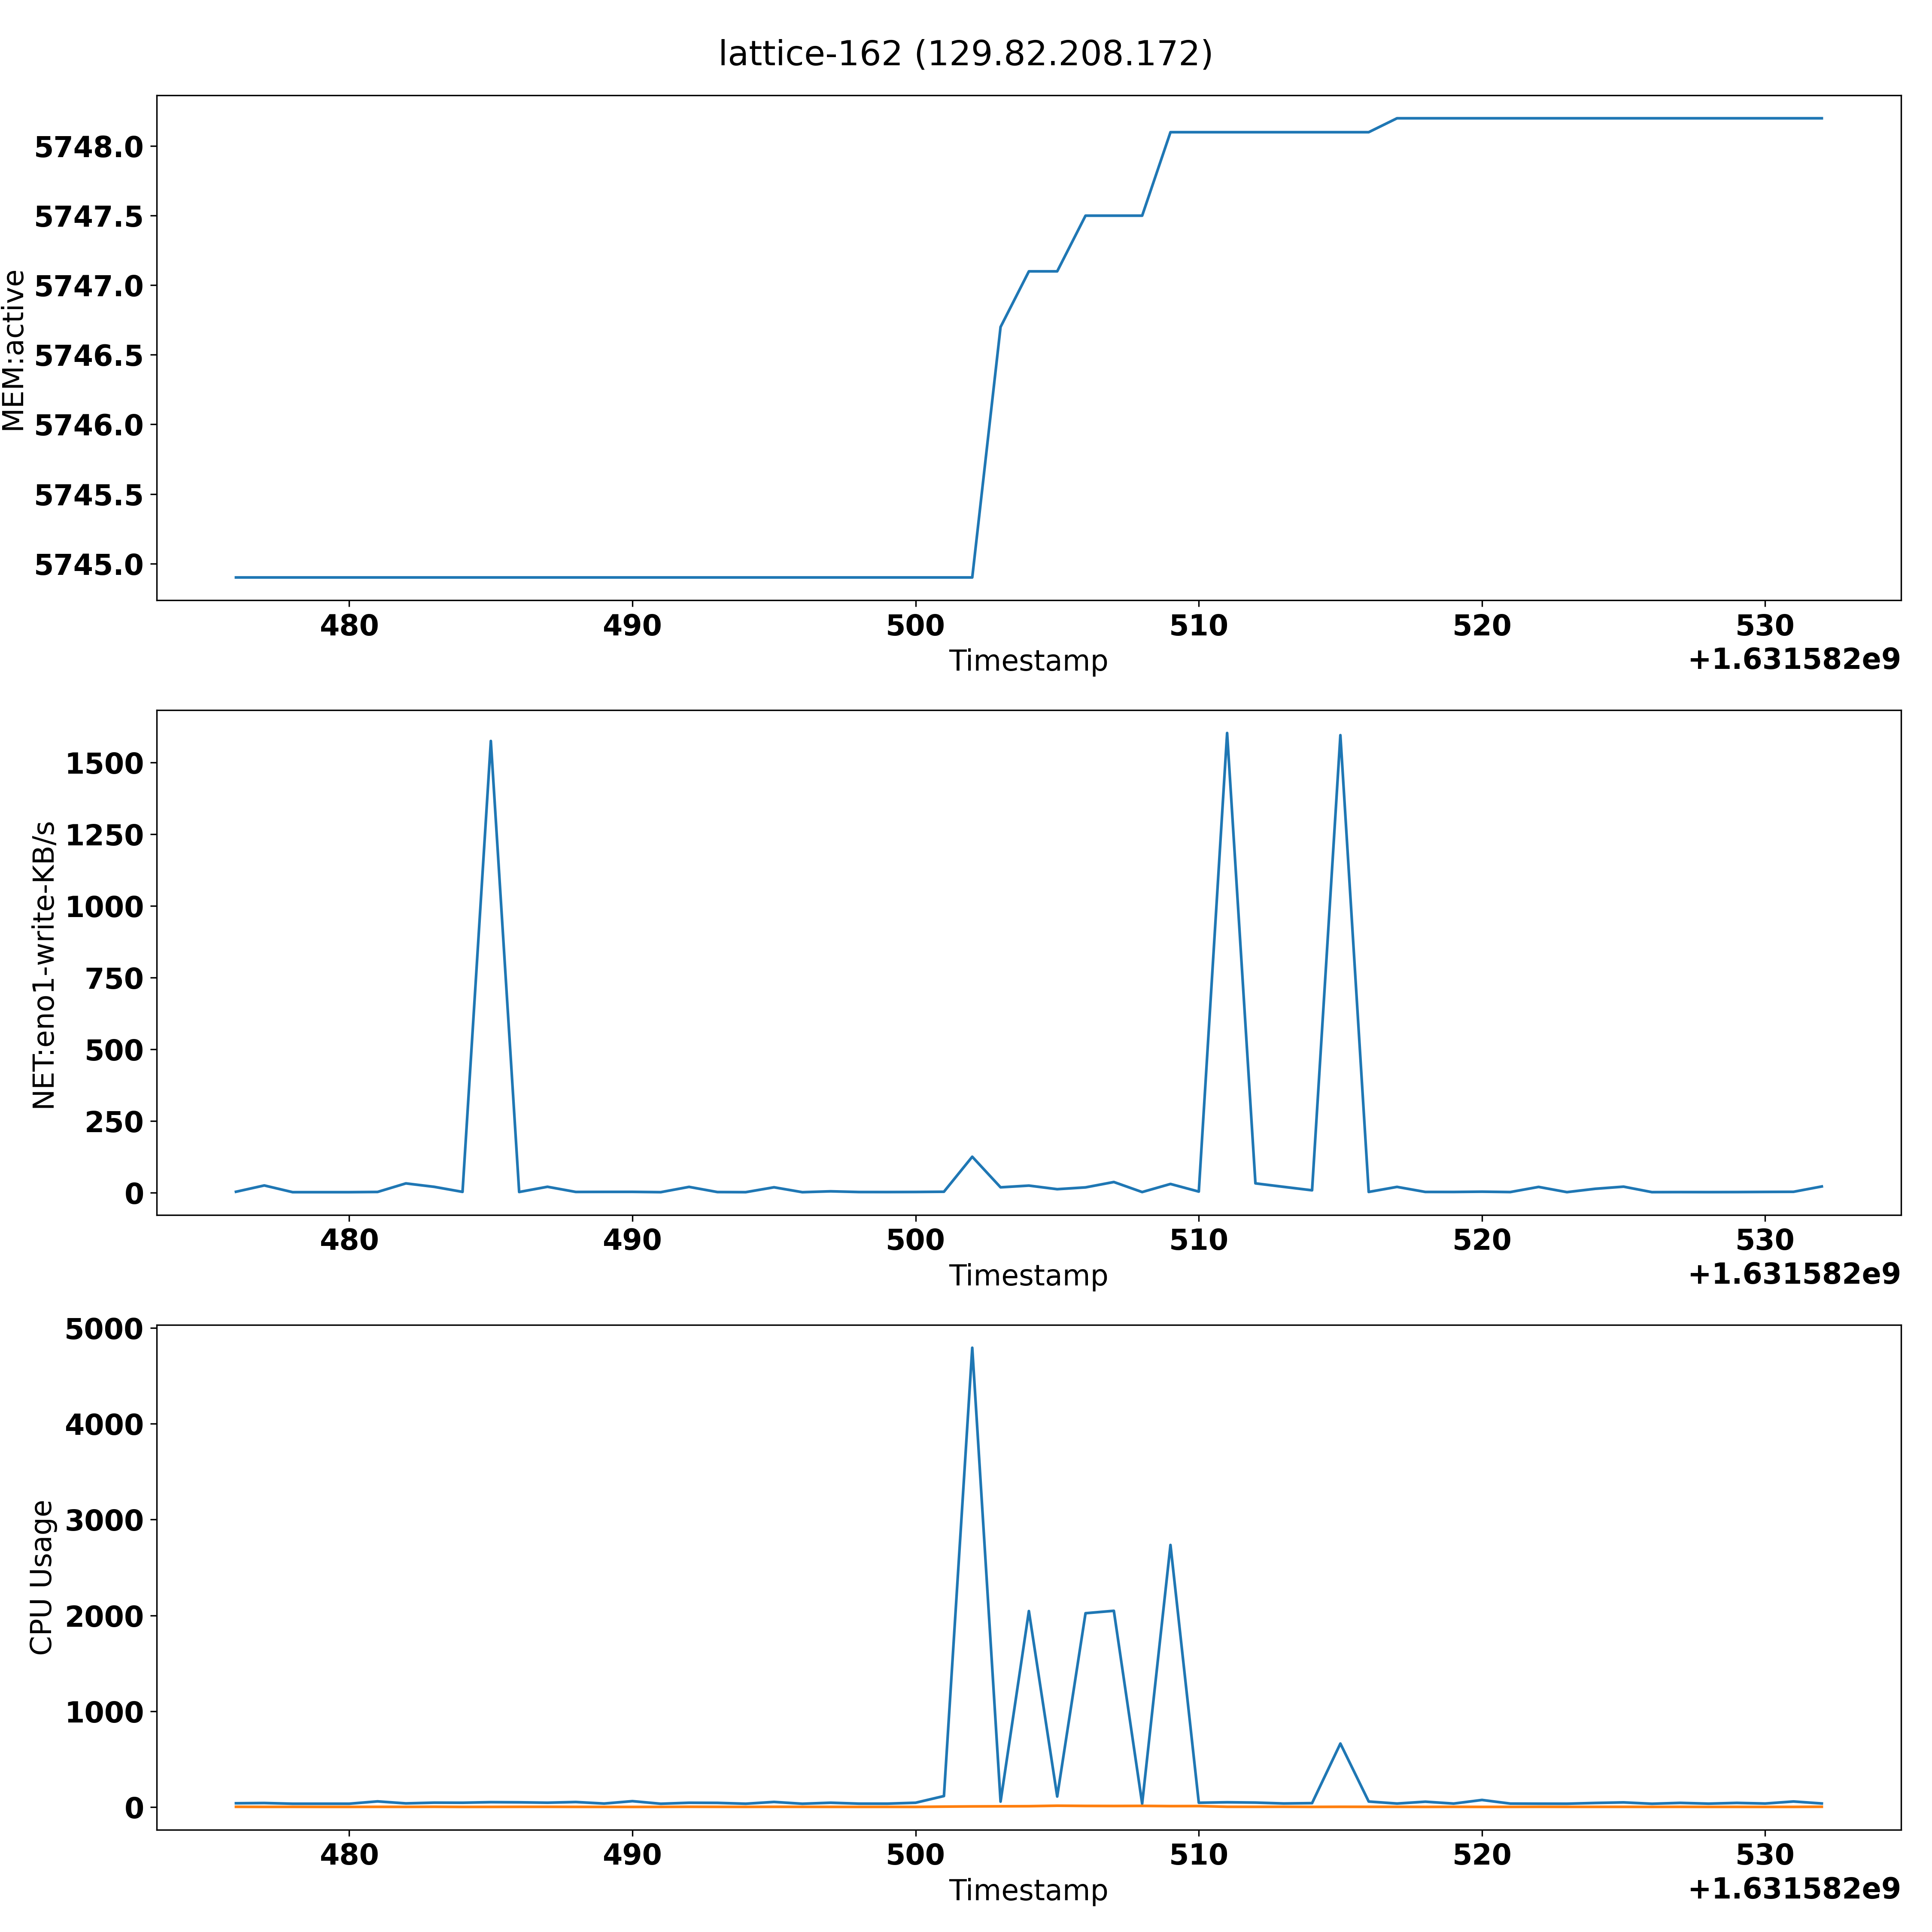 lattice-162 (129.82.208.172)
MEM:active
5748.0
5747.5
5747.0
5746.5
5746.0
5745.5
5745.0
480 490 500 510 520 530
Timestamp
+1.631582e9
NET:eno1-write-KB/s
1500
1250
1000
750
500
250
0
480 490 500 510 520 530
Timestamp
+1.631582e9
CPU Usage
5000
4000
3000
2000
1000
0
480 490 500 510 520 530
Timestamp
+1.631582e9